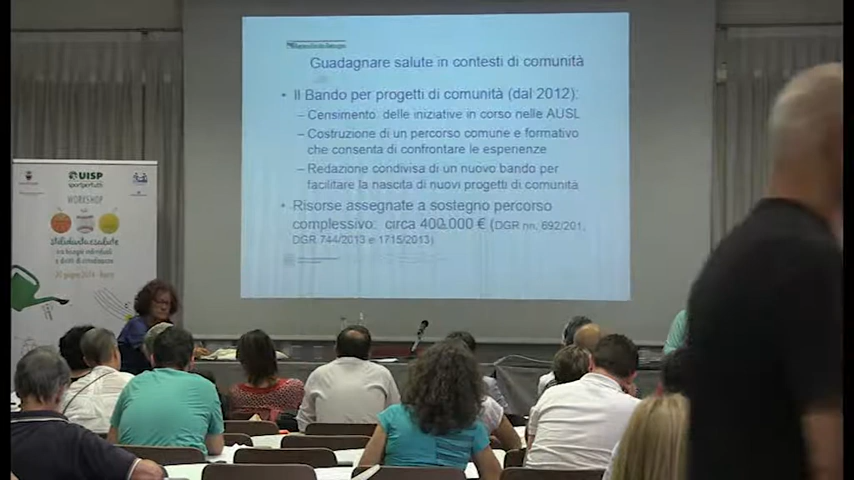 Guadagnare salute in contesti di comunità
• Il Bando per progetti di comunità (dal 2012):
– Censimento delle iniziative in corso nelle AUSL
– Costruzione di un percorso comune e formativo
che consenta di confrontare le esperienze
– Redazione condivisa di un nuovo bando per
facilitare la nascita di nuovi progetti di comunità
• Risorse assegnate a sostegno percorso
complessivo: circa 400.000 € (DGR nn. 692/201,
DGR 744/2013 e 1715/2013)
UISP
sportpertutti
WORKSHOP
stilidivita&salute